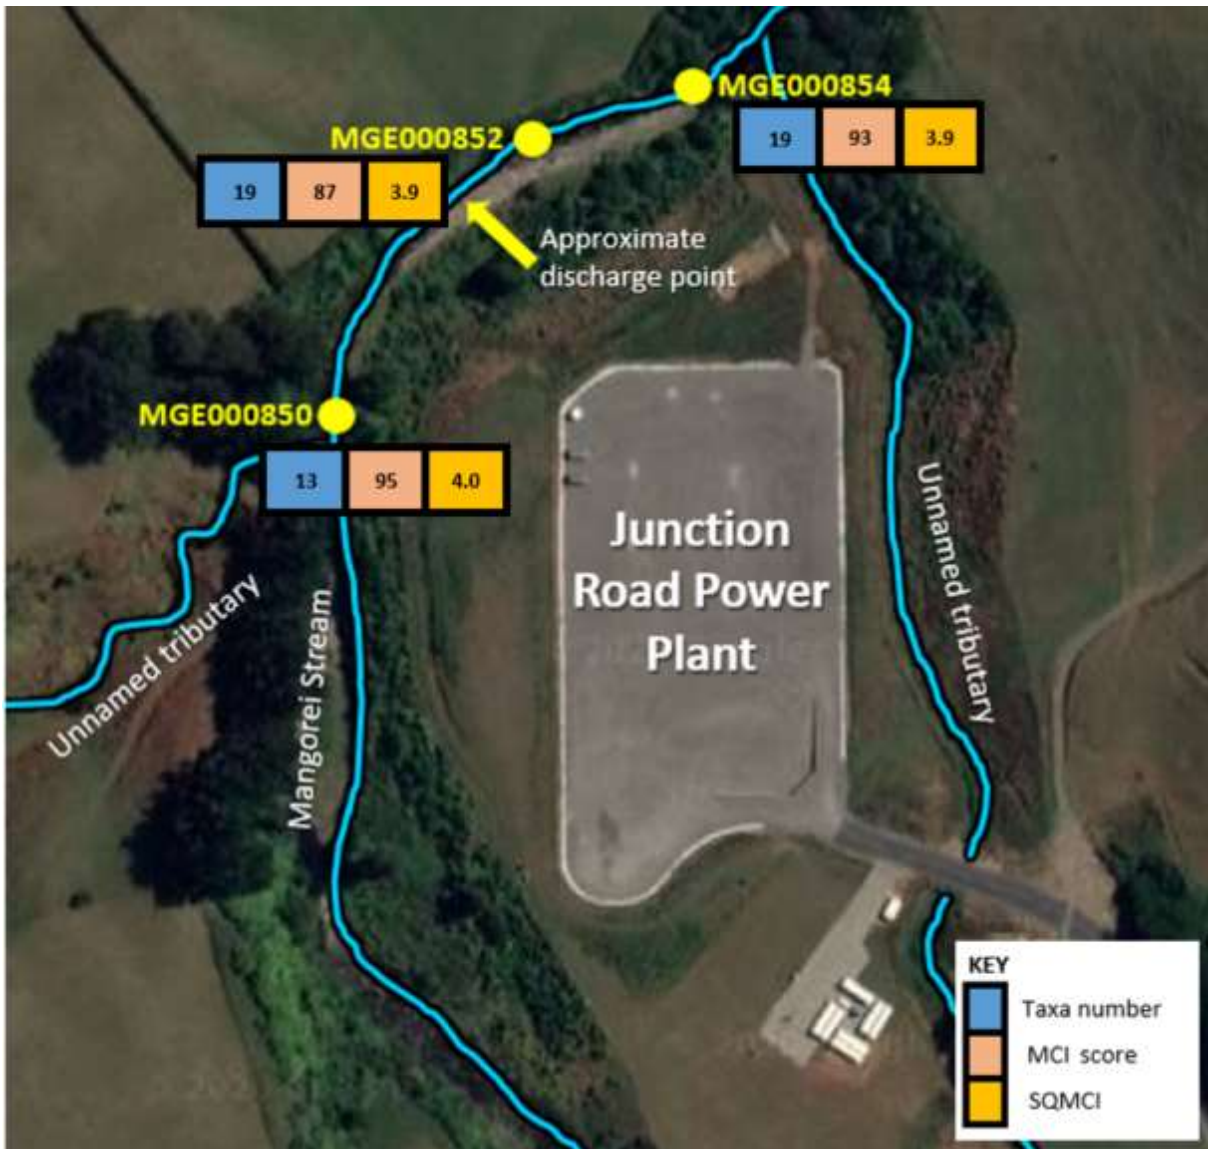 MGE000854
19 93 3.9
MGE000852
19 87 3.9
Approximate
discharge point
MGE000850
13 95 4.0
Junction
Road Power
Plant
Unnamed tributary
Mangorei Stream
Unnamed tributary
KEY
Taxa number
MCI score
SQMCI